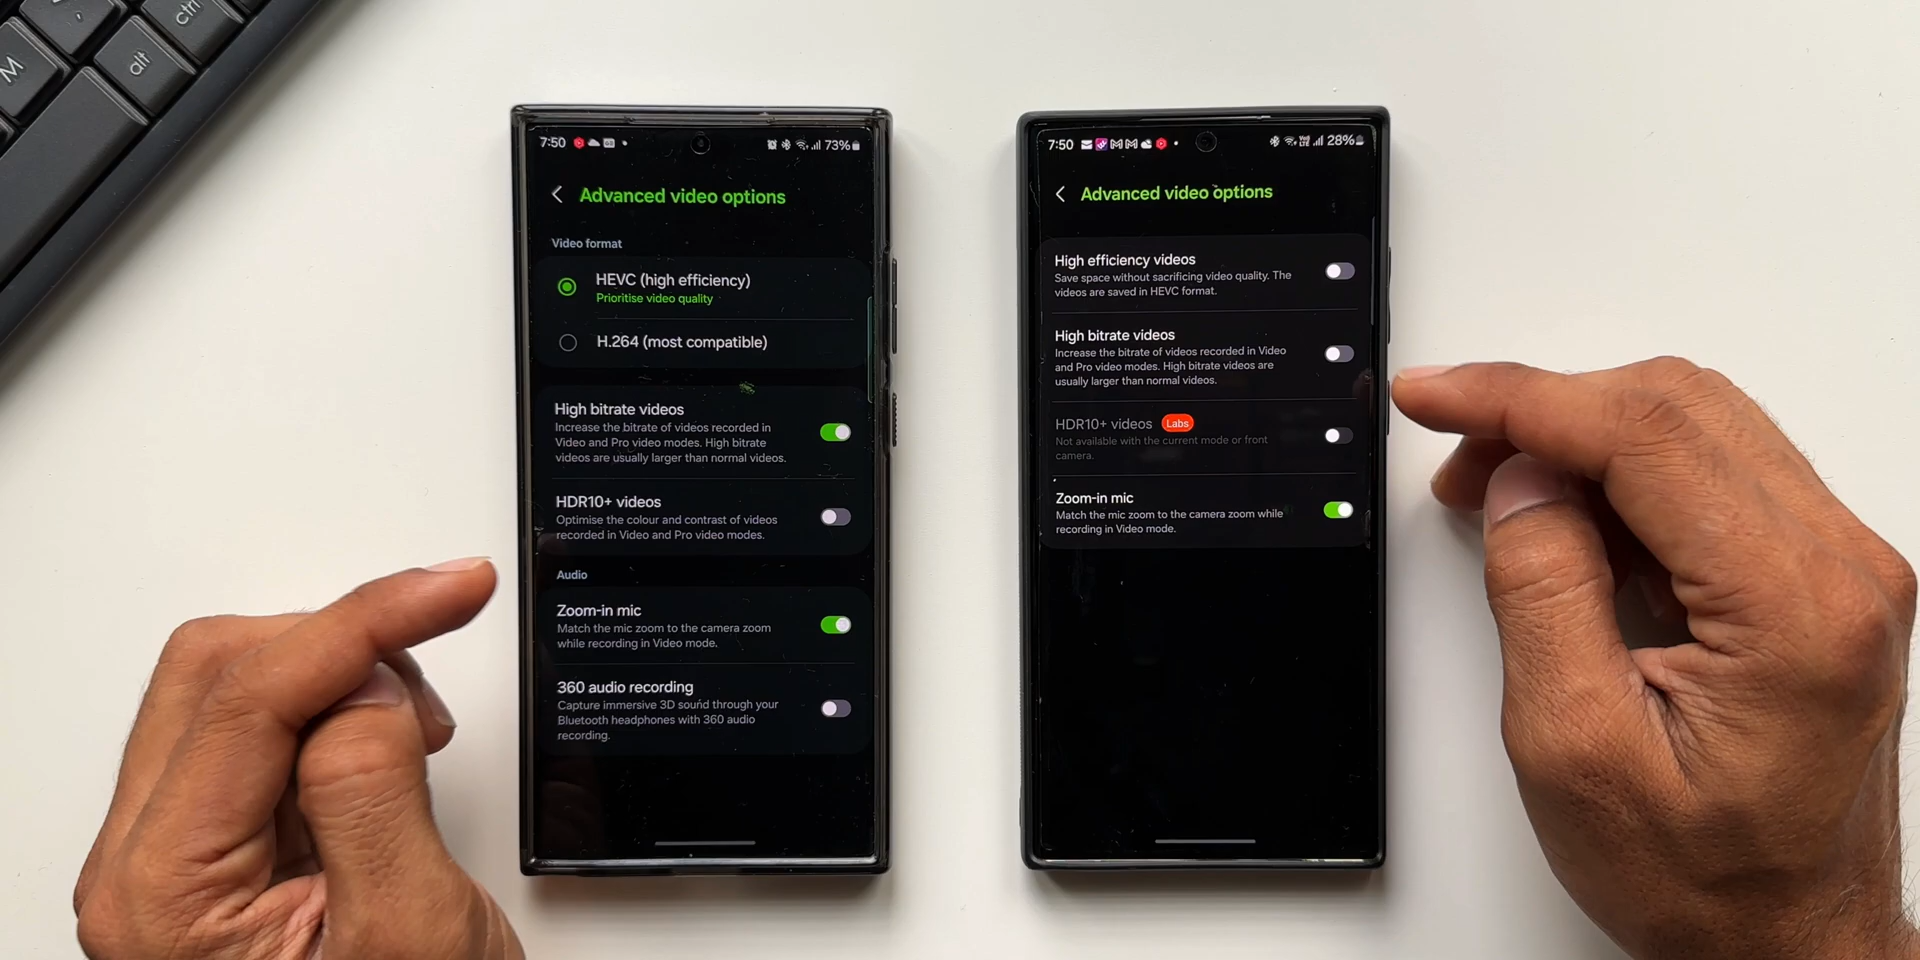 ctrl
alt
M
7:50
73%
Advanced video options
Video format
HEVC (high efficiency)
Prioritise video quality
H.264 (most compatible)
High bitrate videos
Increase the bitrate of videos recorded in
Video and Pro video modes. High bitrate
videos are usually larger than normal videos.
HDR10+ videos
Optimise the colour and contrast of videos
recorded in Video and Pro video modes.
Audio
Zoom-in mic
Match the mic zoom to the camera zoom
while recording in Video mode.
360 audio recording
Capture immersive 3D sound through your
Bluetooth headphones with 360 audio
recording.
7:50
28%
Advanced video options
High efficiency videos
Save space without sacrificing video quality. The
videos are saved in HEVC format.
High bitrate videos
Increase the bitrate of videos recorded in Video
and Pro video modes. High bitrate videos are
usually larger than normal videos.
HDR10+ videos Labs
Not available with the current mode or front
camera.
Zoom-in mic
Match the mic zoom to the camera zoom while
recording in Video mode.